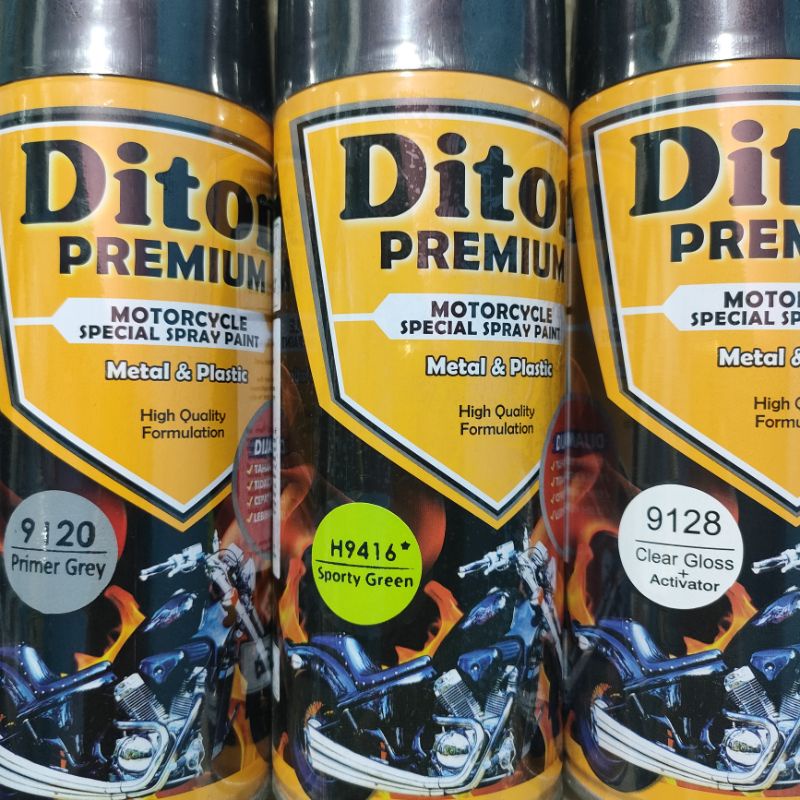 Diton
PREMIUM
MOTORCYCLE
SPECIAL SPRAY PAINT
Metal & Plastic
High Quality
Formulation
9120
Primer Grey
Dito
PREMIUM
MOTORCYCLE
SPECIAL SPRAY PAINT
Metal & Plastic
High Quality
Formulation
H9416*
Sporty Green
Dit
PREM
MOTOR
SPECIAL SP
Metal &
High Q
Formu
9128
Clear Gloss
+
Activator